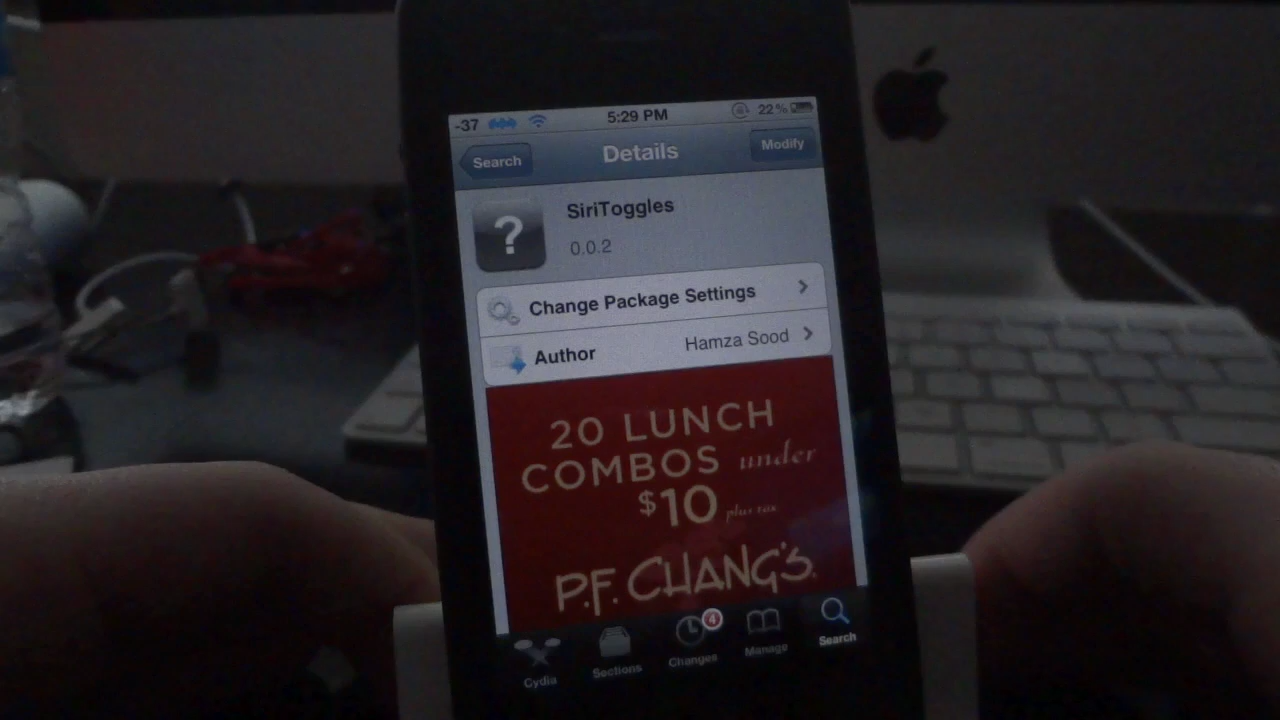 -37 5:29 PM 22%
Search Details Modify
?
SiriToggles
0.0.2
Change Package Settings
Author Hamza Sood
20 LUNCH
COMBOS under
$10 plus tax
P.F. CHANG'S.
4
Cydia Sections Changes Manage Search